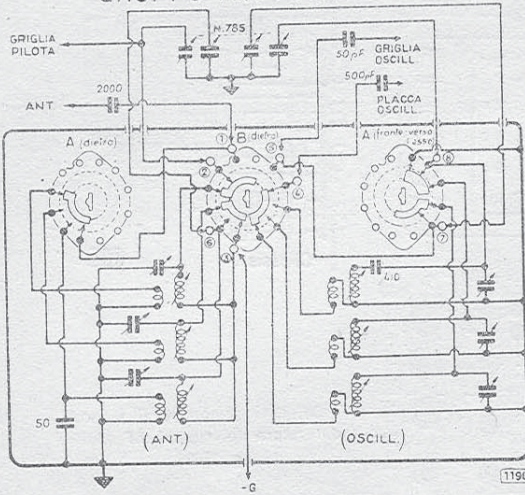 GRIGLIA
PILOTA
N.785
50pF
GRIGLIA
OSCILL.
500pF
PLACCA
OSCILL.
ANT.
2000
A (dietro)
B (dietro)
A (fronte verso
l'asse)
1
2
3
4
5
6
7
8
410
50
(ANT.)
(OSCILL.)
-G